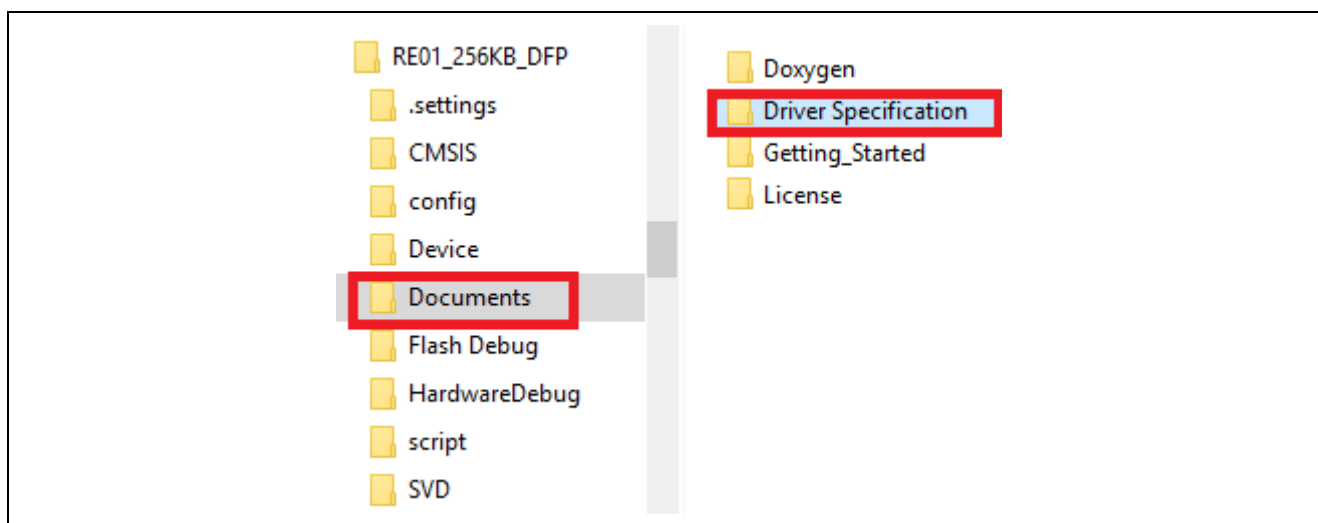 RE01_256KB_DFP
.settings
CMSIS
config
Device
Documents
Flash Debug
HardwareDebug
script
SVD
Doxygen
Driver Specification
Getting_Started
License